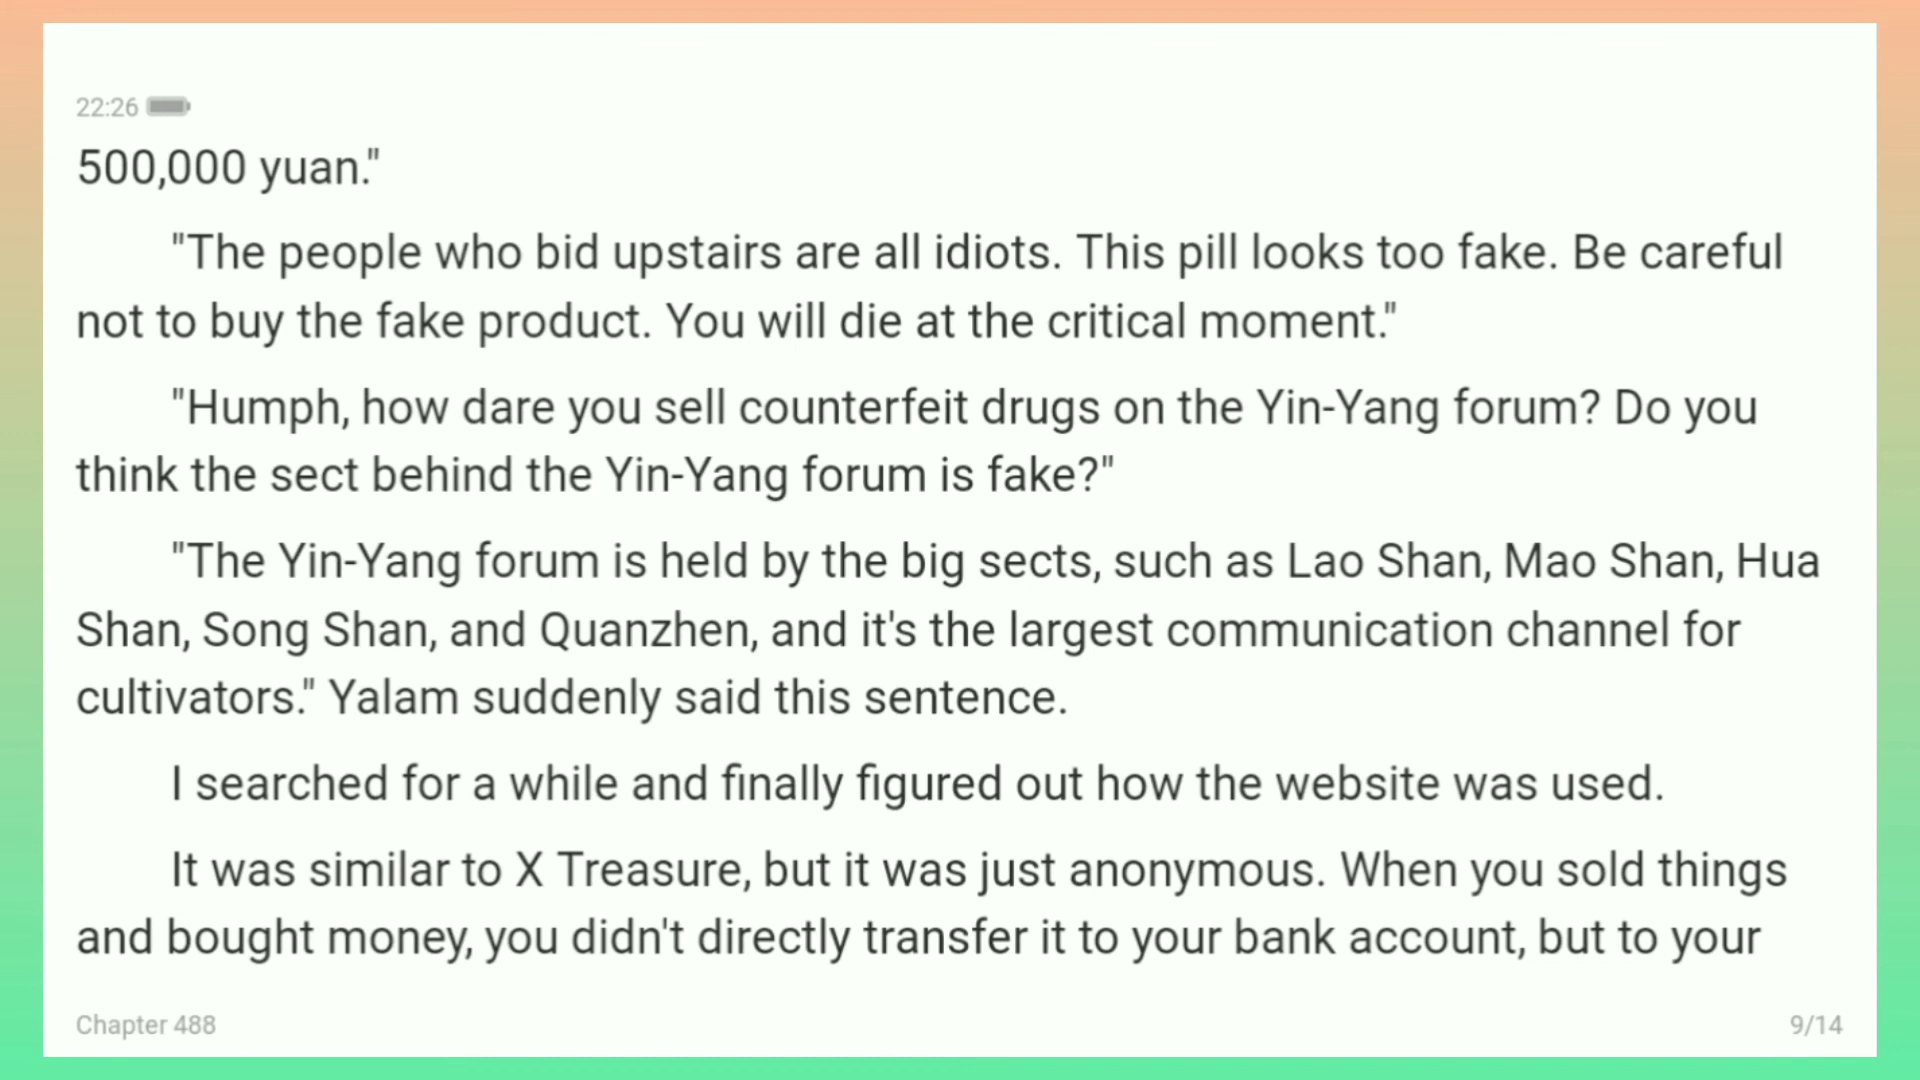 22:26
500,000 yuan."
"The people who bid upstairs are all idiots. This pill looks too fake. Be careful
not to buy the fake product. You will die at the critical moment."
"Humph, how dare you sell counterfeit drugs on the Yin-Yang forum? Do you
think the sect behind the Yin-Yang forum is fake?"
"The Yin-Yang forum is held by the big sects, such as Lao Shan, Mao Shan, Hua
Shan, Song Shan, and Quanzhen, and it's the largest communication channel for
cultivators." Yalam suddenly said this sentence.
I searched for a while and finally figured out how the website was used.
It was similar to X Treasure, but it was just anonymous. When you sold things
and bought money, you didn't directly transfer it to your bank account, but to your
Chapter 488
9/14